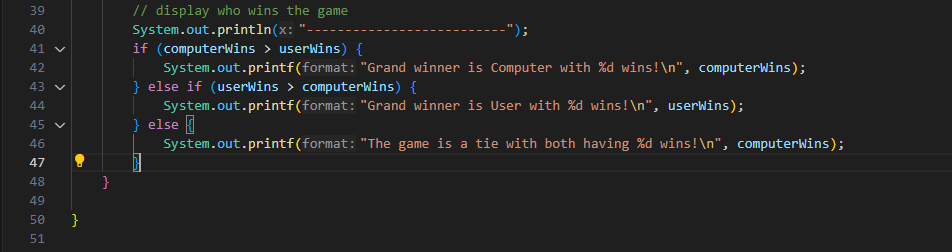 39 // display who wins the game
40 System.out.println(x: "--------------------------");
41 if (computerWins > userWins) {
42 System.out.printf(format: "Grand winner is Computer with %d wins!\n", computerWins);
43 } else if (userWins > computerWins) {
44 System.out.printf(format: "Grand winner is User with %d wins!\n", userWins);
45 } else {
46 System.out.printf(format: "The game is a tie with both having %d wins!\n", computerWins);
47 }
48 }
49
50 }
51